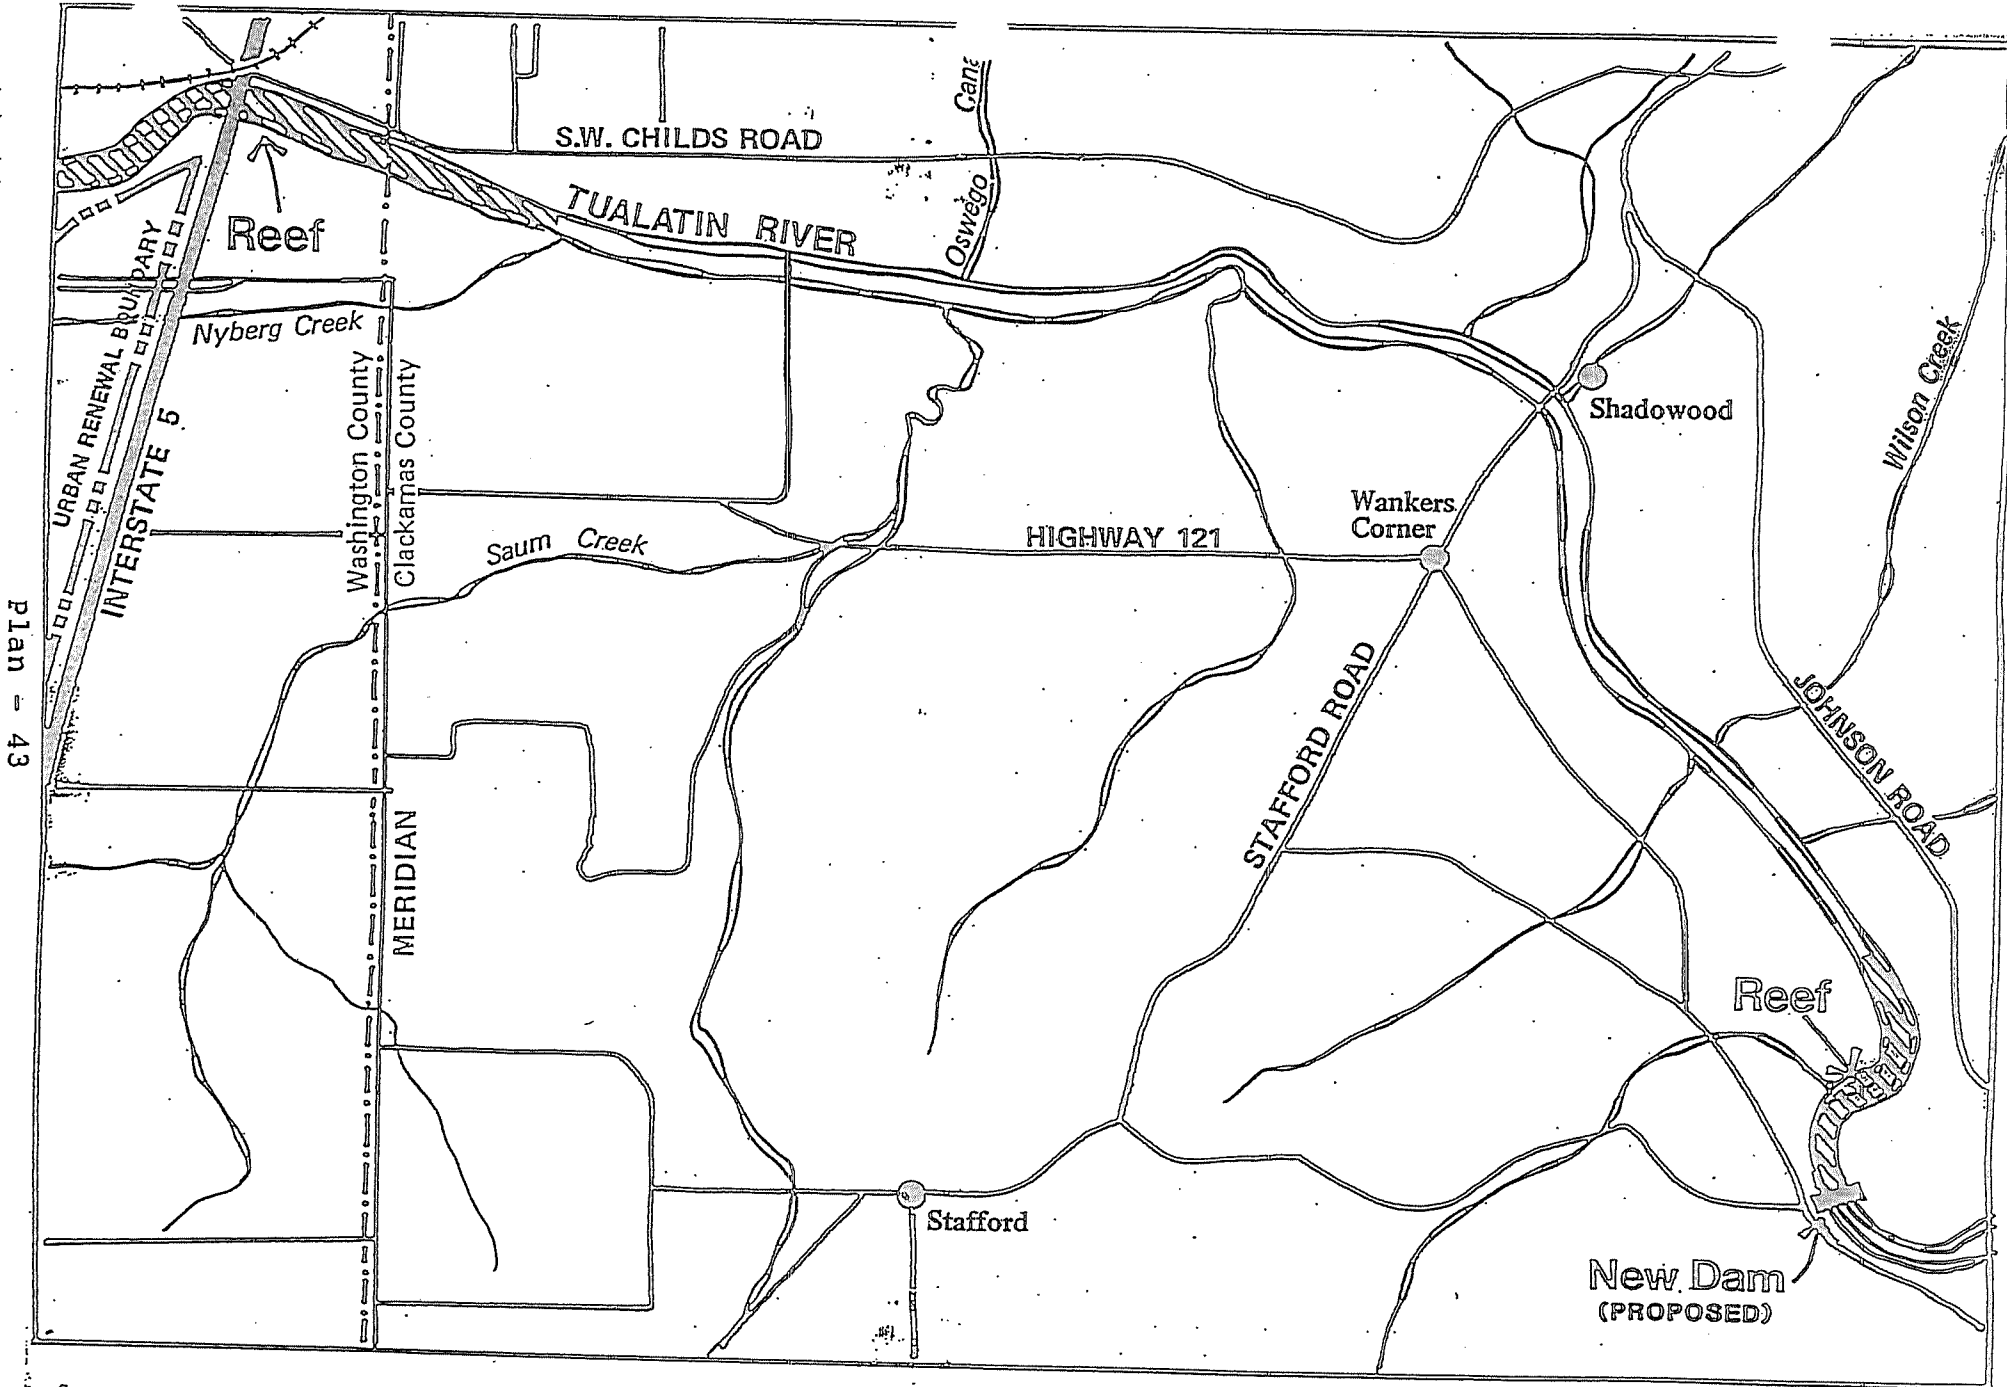 S.W. CHILDS ROAD
Oswego Cana
TUALATIN RIVER
Reef
URBAN RENEWAL BOUNDARY
INTERSTATE 5
Nyberg Creek
Washington County
Clackamas County
Shadowood
Wilson Creek
Wankers
Corner
HIGHWAY 121
Saum Creek
STAFFORD ROAD
JOHNSON ROAD
MERIDIAN
Reef
Stafford
New Dam
(PROPOSED)
Plan - 43